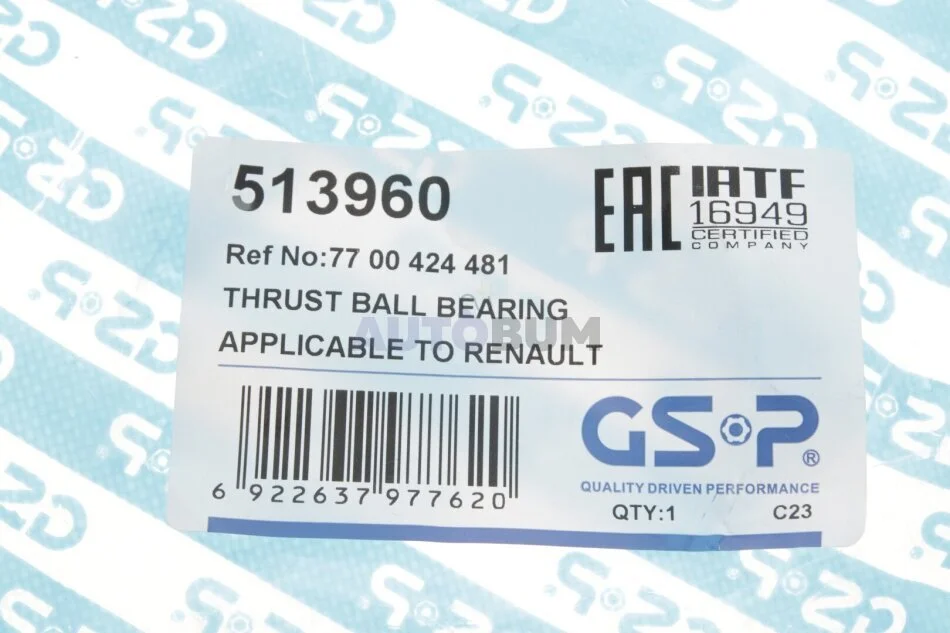 513960
EAC
IATF
16949
CERTIFIED
COMPANY
Ref No:77 00 424 481
THRUST BALL BEARING
AUTOBUM
APPLICABLE TO RENAULT
6 922637 977620
GSP®
QUALITY DRIVEN PERFORMANCE
QTY:1
C23